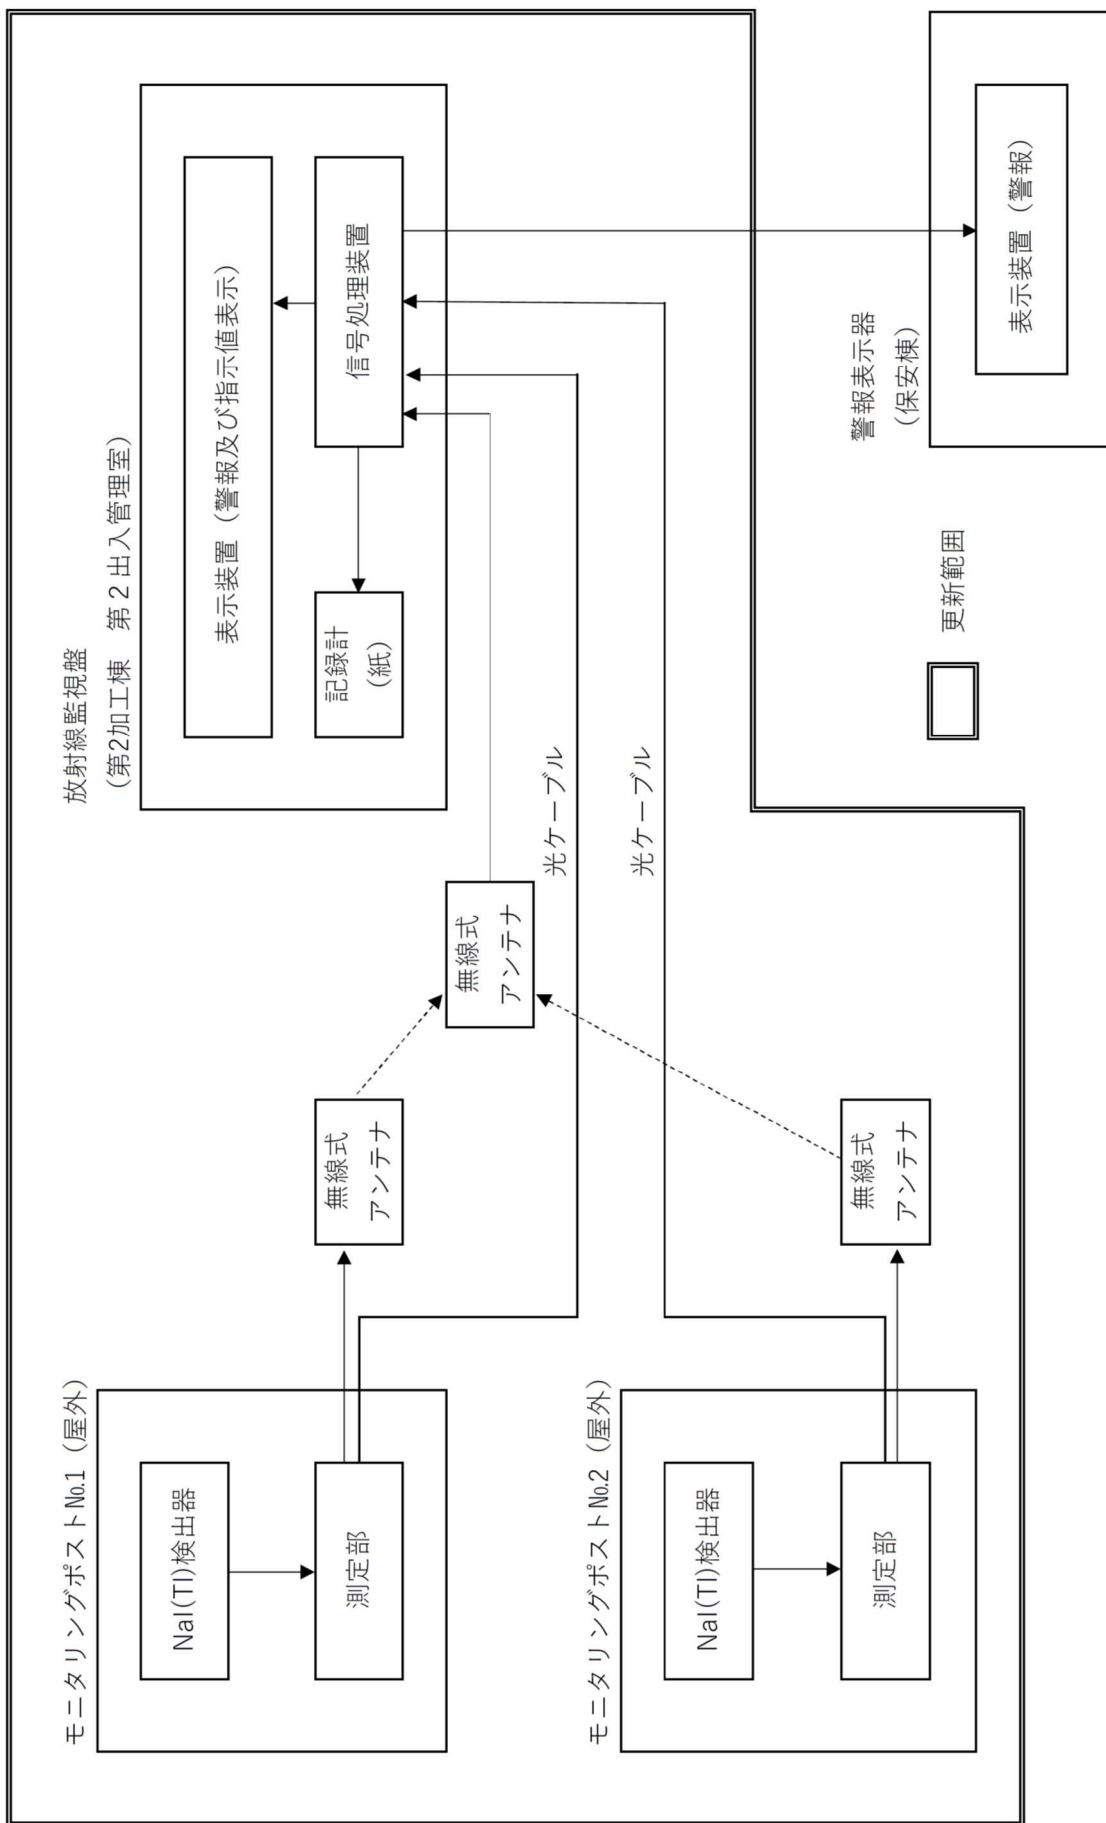 モニタリングポスト№1（屋外）
NaI(Tl)検出器
測定部
無線式
アンテナ
無線式
アンテナ
放射線監視盤
(第2加工棟　第２出入管理室)
表示装置（警報及び指示値表示）
記録計
(紙)
信号処理装置
光ケーブル
光ケーブル
モニタリングポスト№2（屋外）
NaI(Tl)検出器
測定部
無線式
アンテナ
更新範囲
警報表示器
(保安棟)
表示装置（警報）